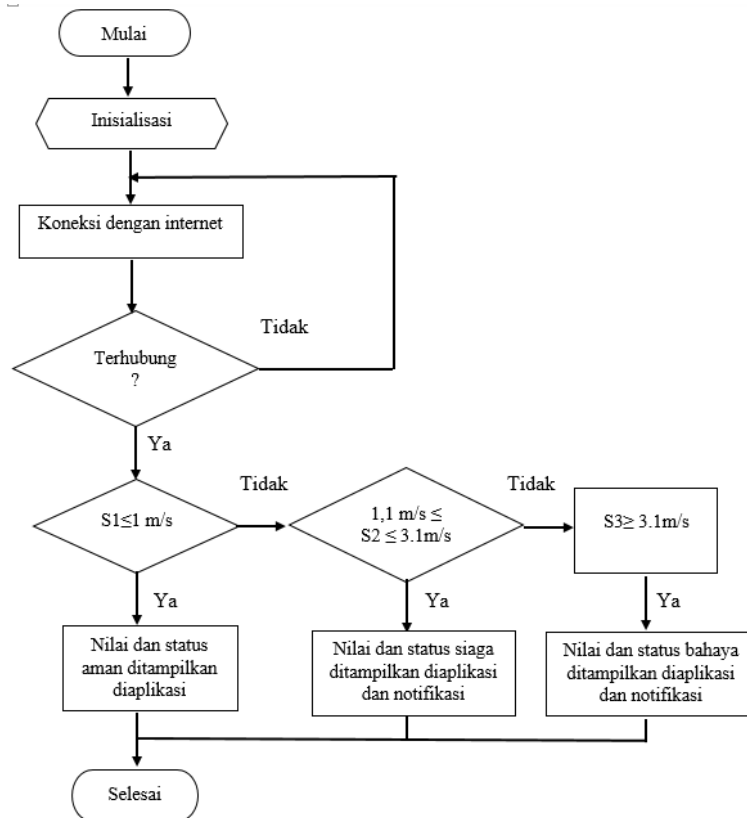 Mulai
Inisialisasi
Koneksi dengan internet
Terhubung
?
Tidak
Ya
S1≤1 m/s
Tidak
1,1 m/s ≤
S2 ≤ 3.1m/s
Tidak
S3≥ 3.1m/s
Ya
Ya
Ya
Nilai dan status
aman ditampilkan
diaplikasi
Nilai dan status siaga
ditampilkan diaplikasi
dan notifikasi
Nilai dan status bahaya
ditampilkan diaplikasi
dan notifikasi
Selesai